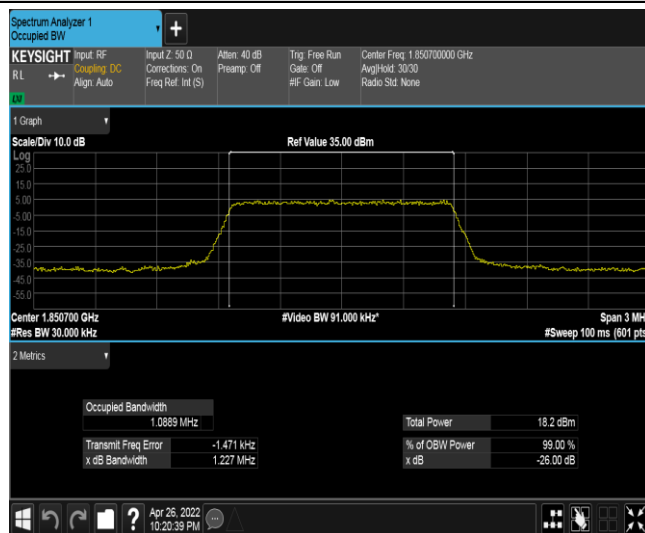 Spectrum Analyzer 1
Occupied BW
KEYSIGHT
RL
Input: RF
Coupling: DC
Align: Auto
Input Z: 50 Ω
Corrections: On
Freq Ref: Int (S)
Atten: 40 dB
Preamp: Off
Trig: Free Run
Gate: Off
#IF Gain: Low
Center Freq: 1.850700000 GHz
Avg|Hold: 30/30
Radio Std: None
1 Graph
Scale/Div 10.0 dB
Ref Value 35.00 dBm
Log
25.0
15.0
5.00
-5.00
-15.0
-25.0
-35.0
-45.0
-55.0
Center 1.850700 GHz
#Video BW 91.000 kHz*
Span 3 MH
#Res BW 30.000 kHz
#Sweep 100 ms (601 pts
2 Metrics
Occupied Bandwidth
1.0889 MHz
Total Power 18.2 dBm
Transmit Freq Error -1.471 kHz
% of OBW Power 99.00 %
x dB Bandwidth 1.227 MHz
x dB -26.00 dB
?
Apr 26, 2022
10:20:39 PM